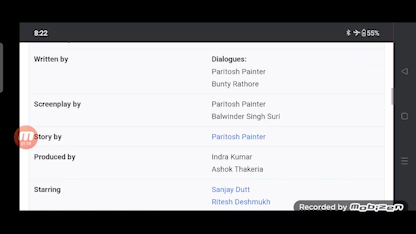 8:22
55%
Written by
Dialogues:
Paritosh Painter
Bunty Rathore
Screenplay by
Paritosh Painter
Balwinder Singh Suri
Story by
Paritosh Painter
Produced by
Indra Kumar
Ashok Thakeria
Starring
Sanjay Dutt
Ritesh Deshmukh
Recorded by Mobizen